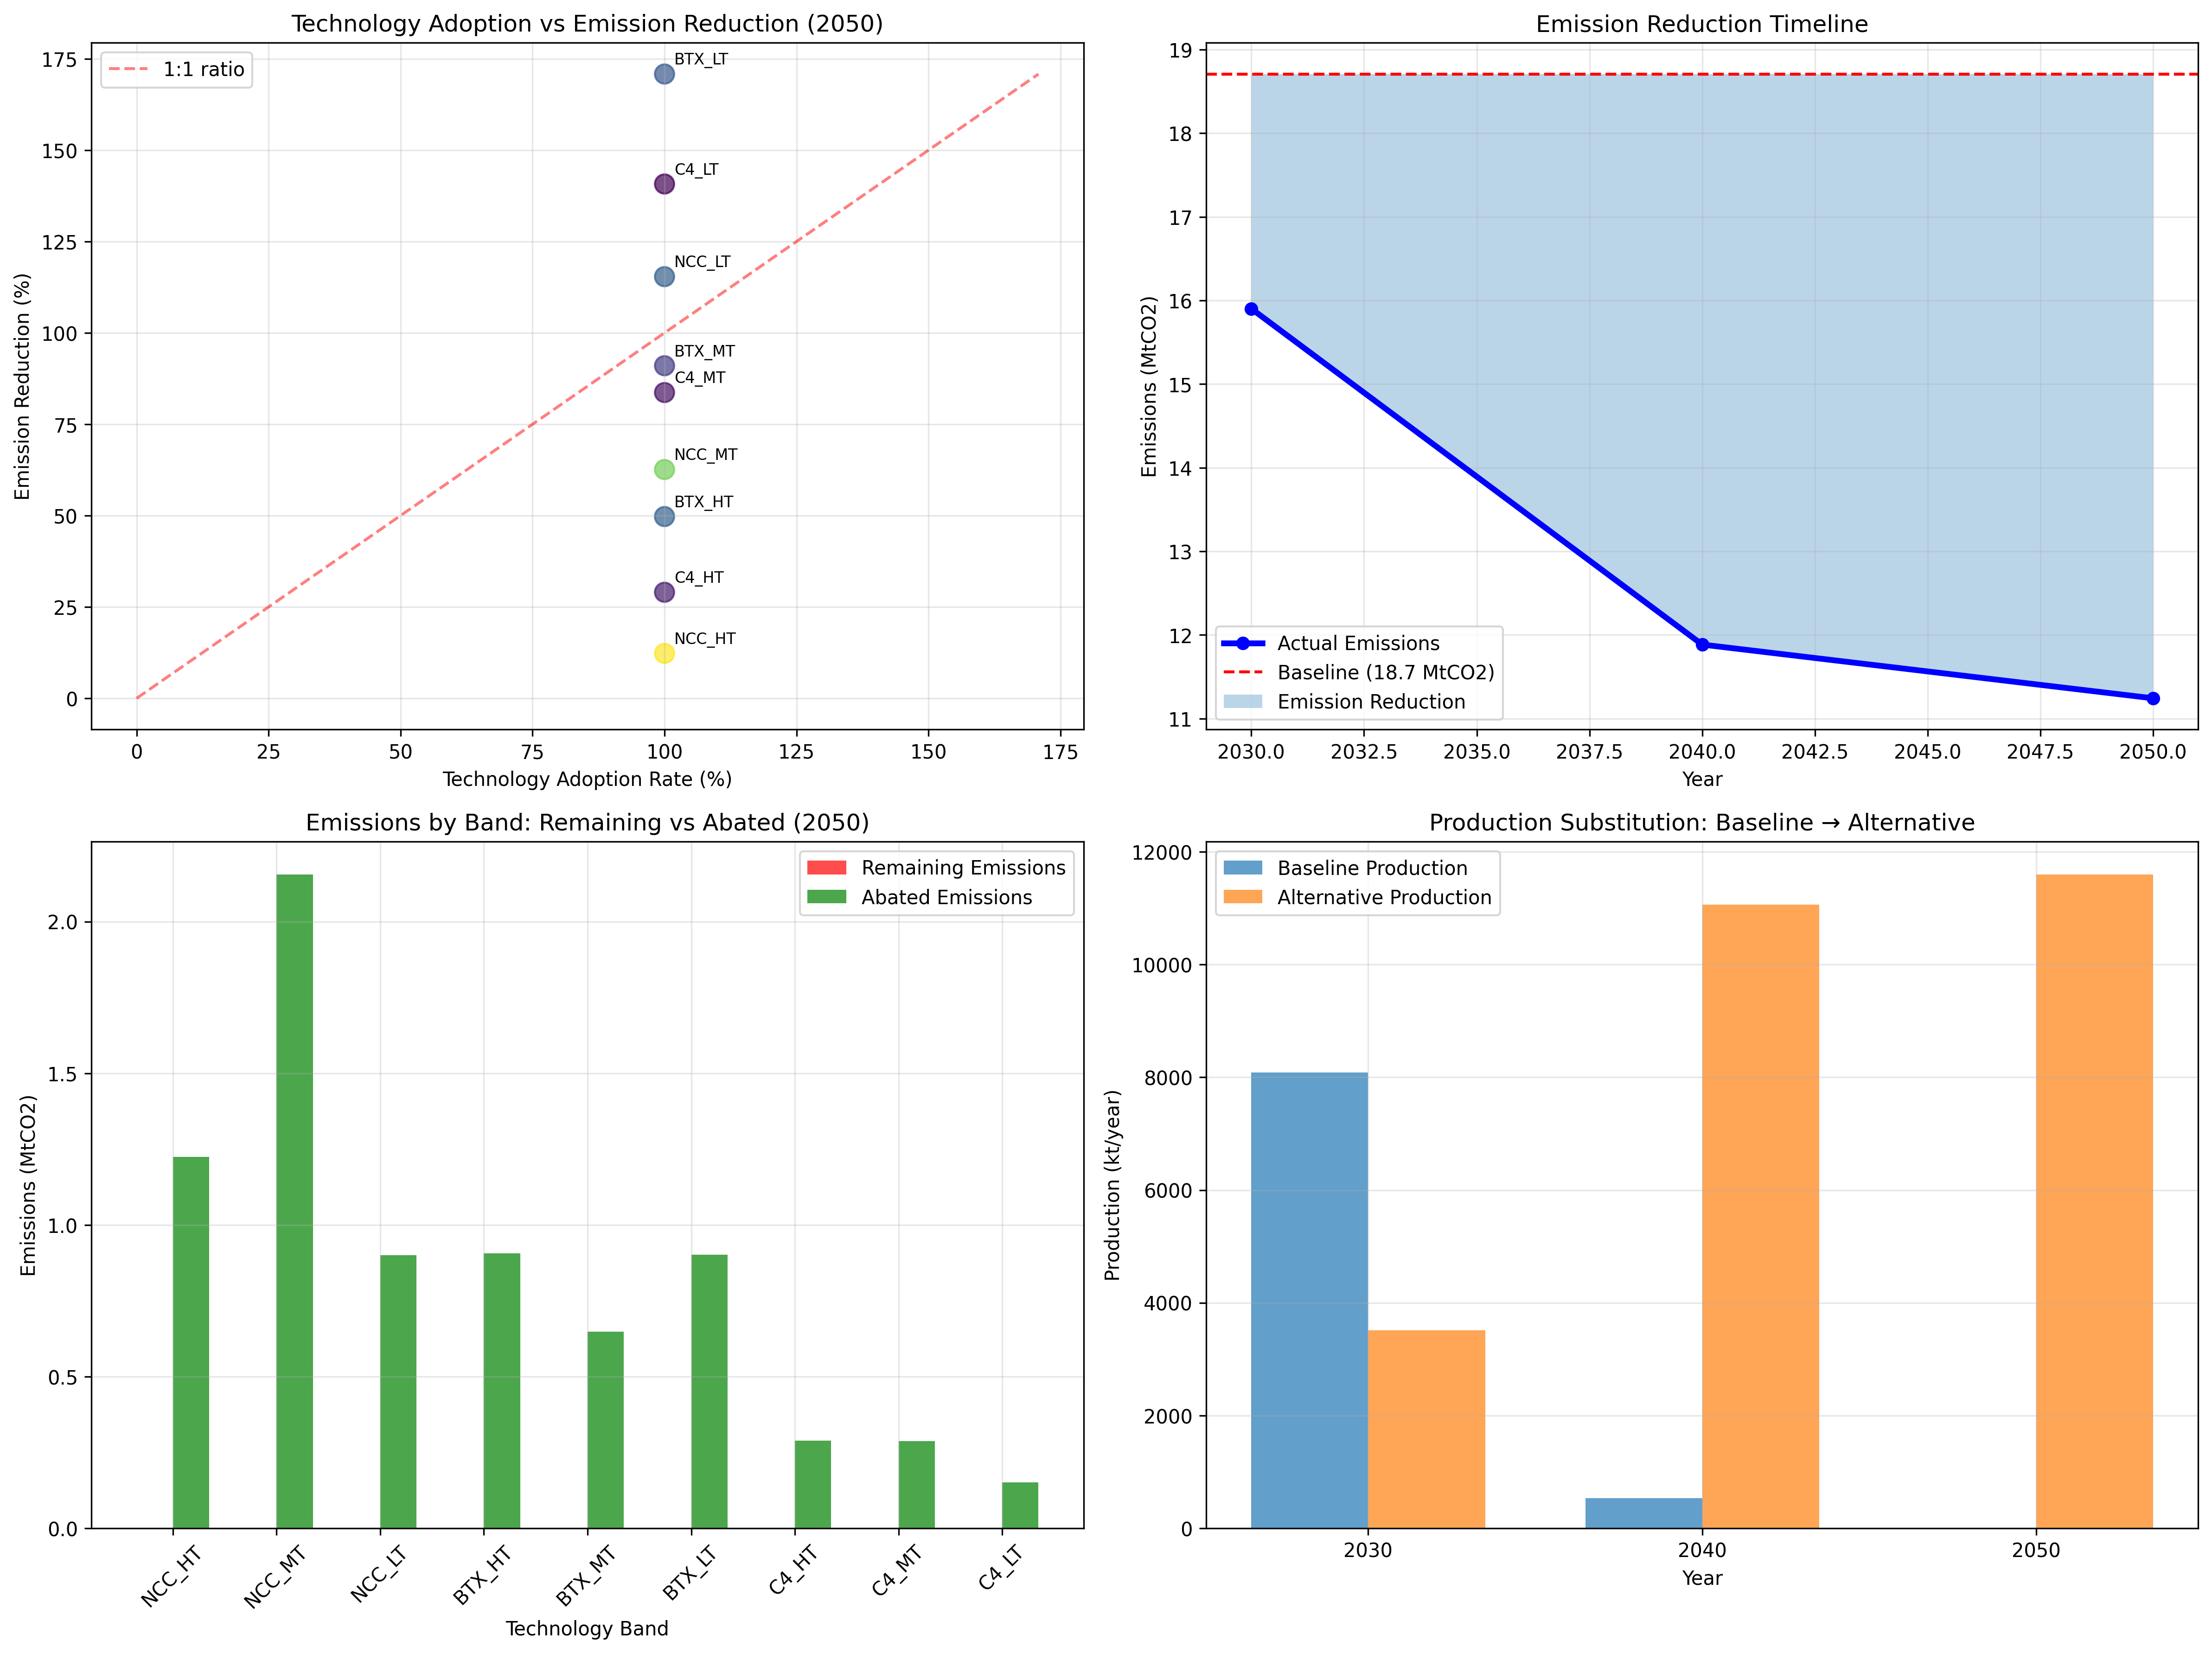 Technology Adoption vs Emission Reduction (2050)
Emission Reduction (%)
175
150
125
100
75
50
25
0
1:1 ratio
BTX_LT
C4_LT
NCC_LT
BTX_MT
C4_MT
NCC_MT
BTX_HT
C4_HT
NCC_HT
0 25 50 75 100 125 150 175
Technology Adoption Rate (%)
Emission Reduction Timeline
Emissions (MtCO2)
19
18
17
16
15
14
13
12
11
Actual Emissions
Baseline (18.7 MtCO2)
Emission Reduction
2030.0 2032.5 2035.0 2037.5 2040.0 2042.5 2045.0 2047.5 2050.0
Year
Emissions by Band: Remaining vs Abated (2050)
Emissions (MtCO2)
2.0
1.5
1.0
0.5
0.0
Remaining Emissions
Abated Emissions
NCC_HT NCC_MT NCC_LT BTX_HT BTX_MT BTX_LT C4_HT C4_MT C4_LT
Technology Band
Production Substitution: Baseline → Alternative
Production (kt/year)
12000
10000
8000
6000
4000
2000
0
Baseline Production
Alternative Production
2030 2040 2050
Year